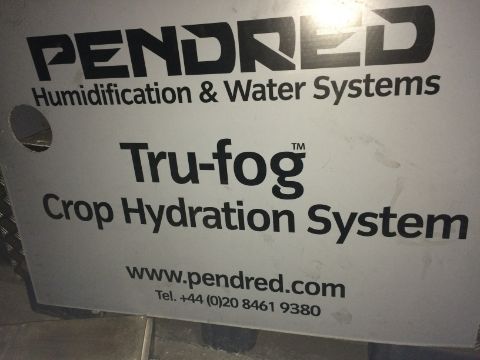 PENDRED
Humidification & Water Systems
Tru-fog™
Crop Hydration System
www.pendred.com
Tel. +44 (0)20 8461 9380